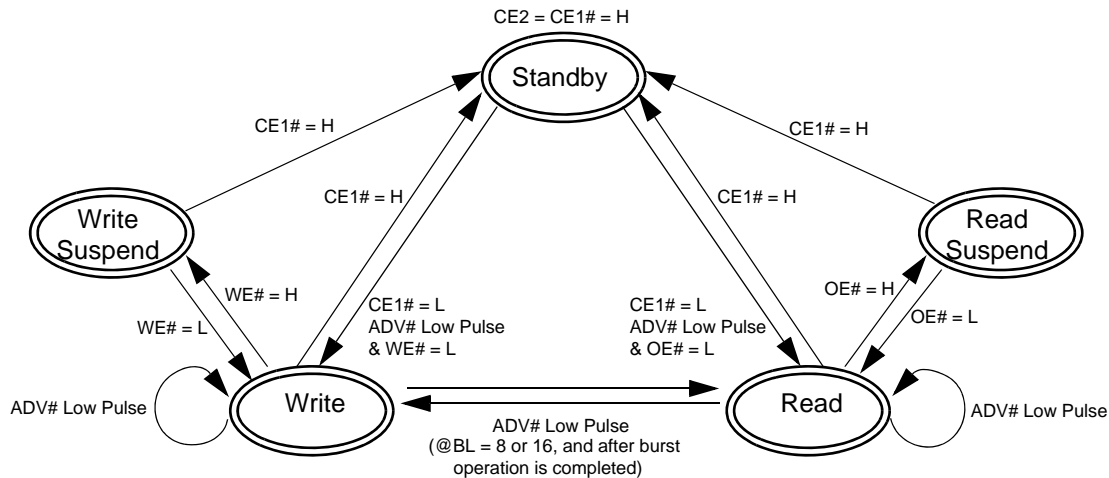 CE2 = CE1# = H
Standby
CE1# = H
CE1# = H
CE1# = H
CE1# = H
Write
Suspend
Read
Suspend
WE# = H
WE# = L
CE1# = L
ADV# Low Pulse
& WE# = L
CE1# = L
ADV# Low Pulse
& OE# = L
OE# = H
OE# = L
ADV# Low Pulse
Write
Read
ADV# Low Pulse
ADV# Low Pulse
(@BL = 8 or 16, and after burst
operation is completed)